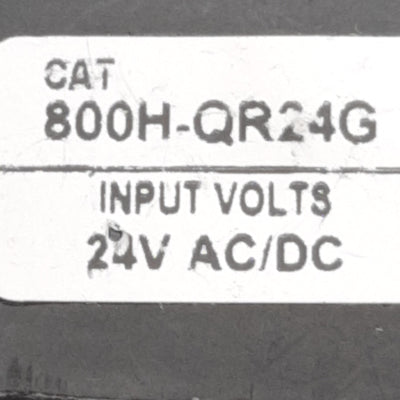 CAT
800H-QR24G
INPUT VOLTS
24V AC/DC